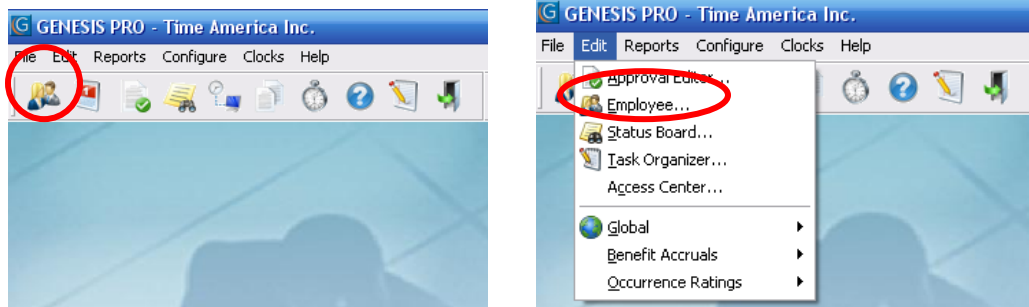 GENESIS PRO - Time America Inc.
File Edit Reports Configure Clocks Help
GENESIS PRO - Time America Inc.
File Edit Reports Configure Clocks Help
Approval Editor...
Employee...
Status Board...
Task Organizer...
Access Center...
Global
Benefit Accruals
Occurrence Ratings